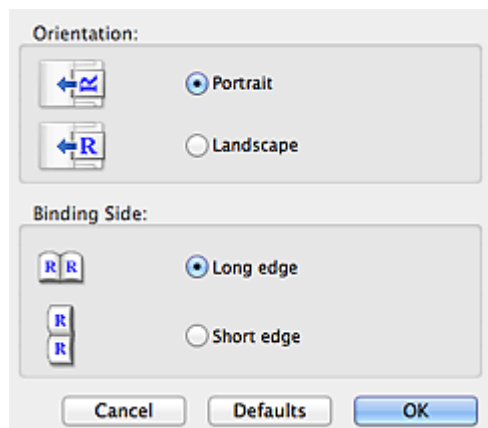 Orientation:
R
Portrait
R
Landscape
Binding Side:
R R
Long edge
R
R
Short edge
Cancel Defaults OK